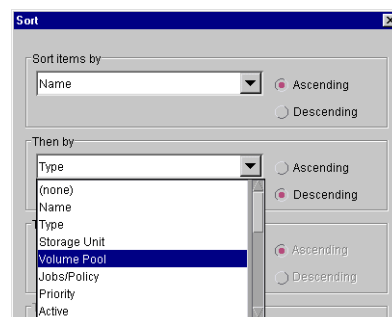 Sort
Sort items by
Name
Ascending
Descending
Then by
Type
Ascending
Descending
(none)
Name
Type
Storage Unit
Volume Pool
Jobs/Policy
Priority
Active
Ascending
Descending